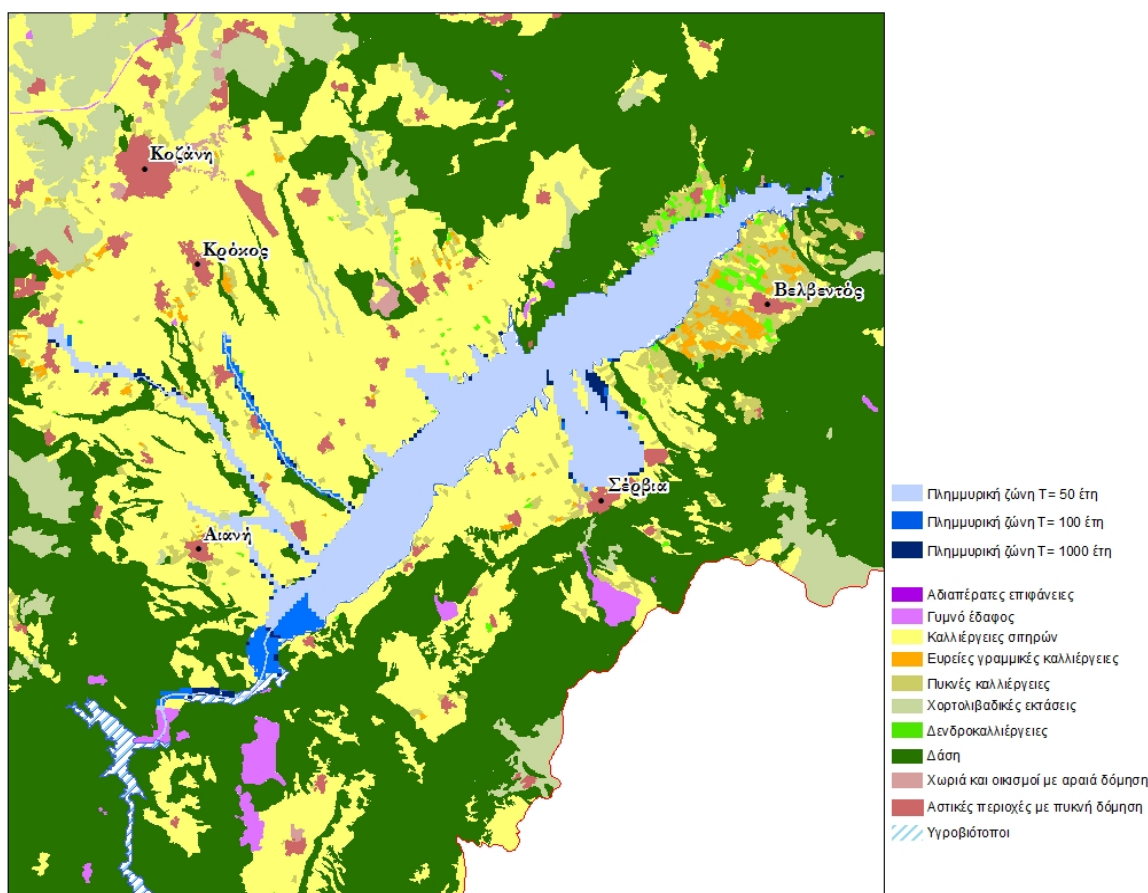 Κοζάνη
Κρόκος
Βελβεντός
Σέρβια
Αιανή
Πλημμυρική ζώνη Τ= 50 έτη
Πλημμυρική ζώνη Τ= 100 έτη
Πλημμυρική ζώνη Τ= 1000 έτη
Αδιαπέρατες επιφάνειες
Γυμνό έδαφος
Καλλιέργειες σιτηρών
Ευρείες γραμμικές καλλιέργειες
Πυκνές καλλιέργειες
Χορτολιβαδικές εκτάσεις
Δενδροκαλλιέργειες
Δάση
Χωριά και οικισμοί με αραιά δόμηση
Αστικές περιοχές με πυκνή δόμηση
Υγροβιότοποι